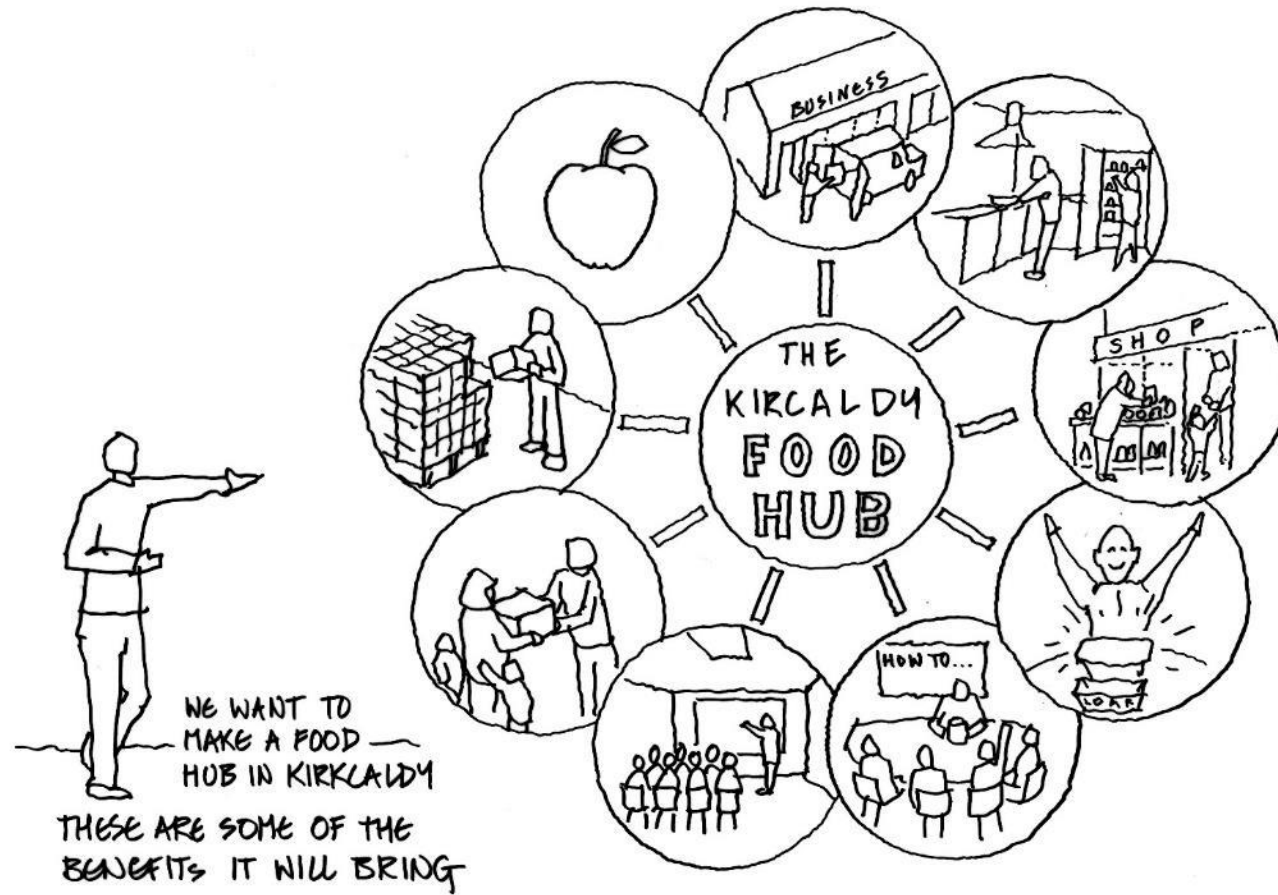 BUSINESS
SHOP
THE
KIRCALDY
FOOD
HUB
LOAF
HOW TO...
WE WANT TO
MAKE A FOOD
HUB IN KIRKCALDY
THESE ARE SOME OF THE
BENEFITS IT WILL BRING